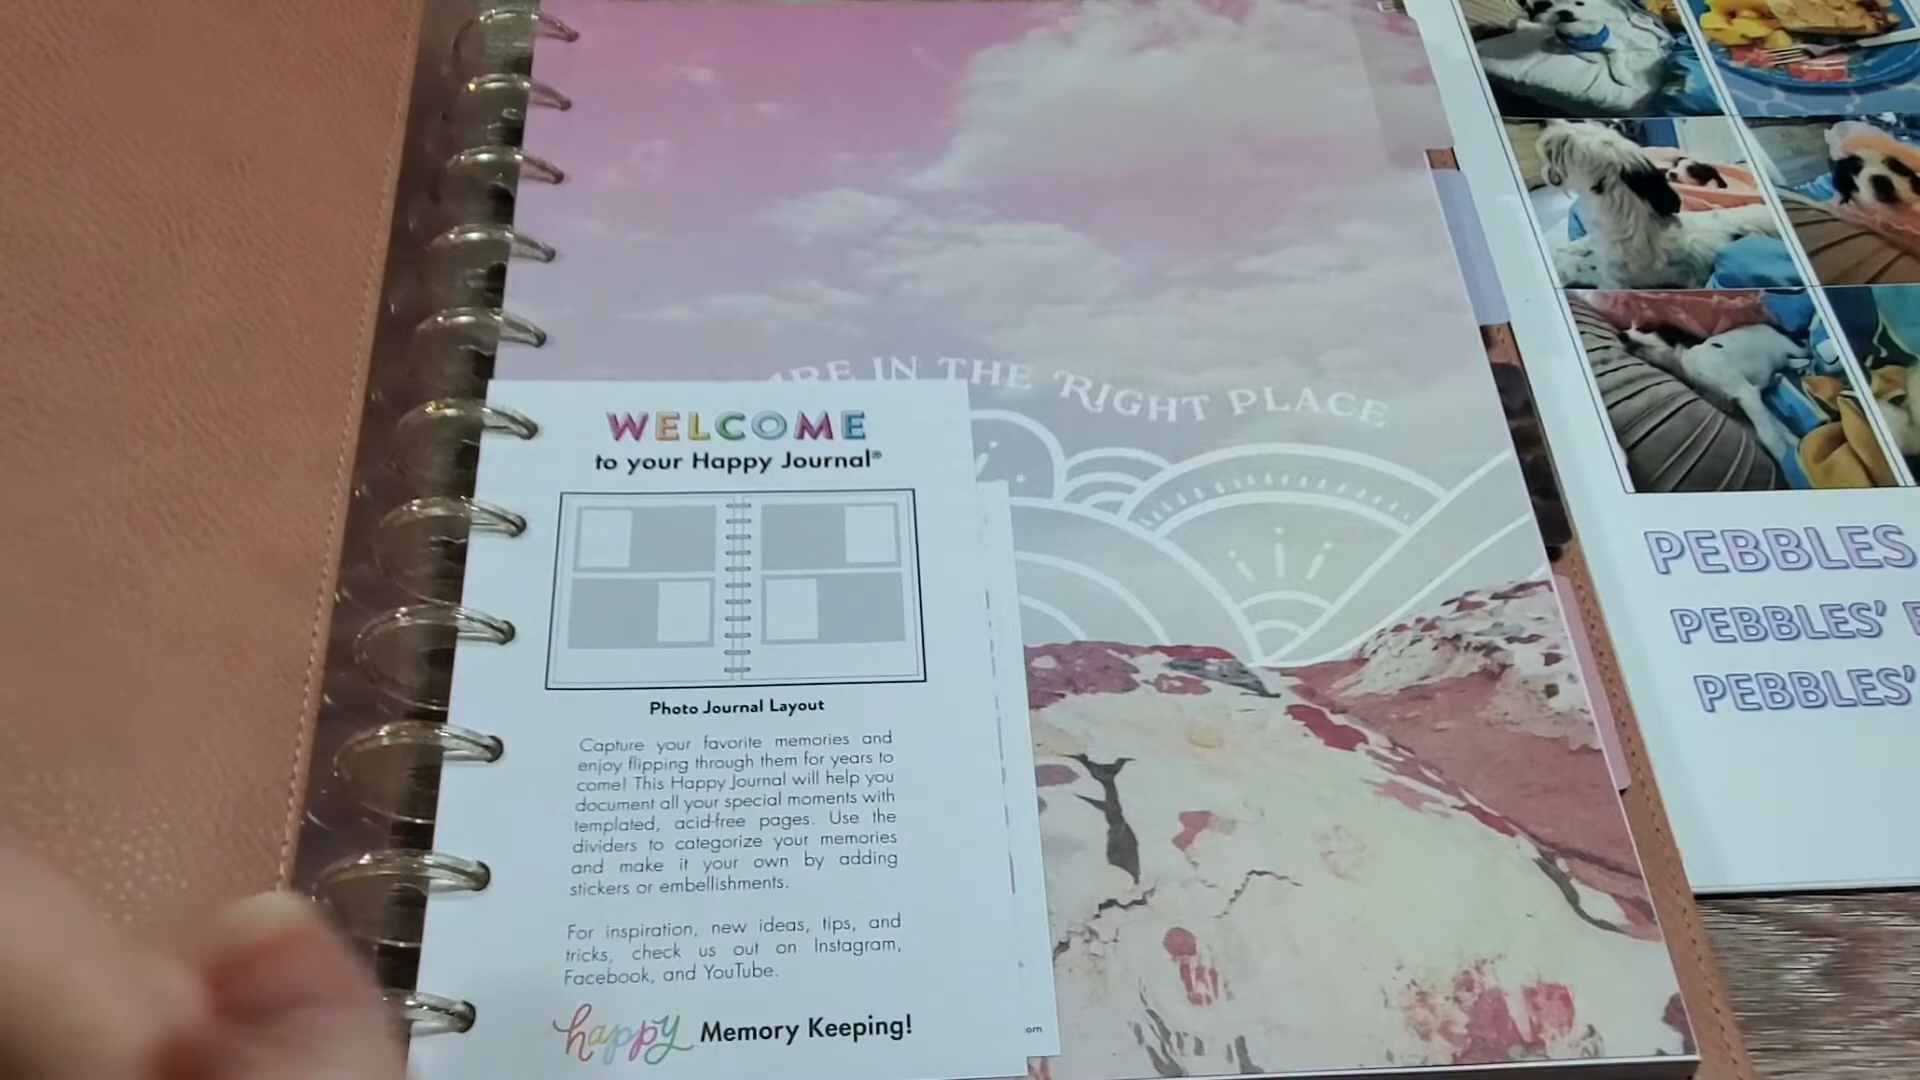 ARE IN THE RIGHT PLACE
WELCOME
to your Happy Journal®
Photo Journal Layout
Capture your favorite memories and
enjoy flipping through them for years to
come! This Happy Journal will help you
document all your special moments with
templated, acid-free pages. Use the
dividers to categorize your memories
and make it your own by adding
stickers or embellishments.
For inspiration, new ideas, tips, and
tricks, check us out on Instagram,
Facebook, and YouTube.
happy Memory Keeping!
om
PEBBLES
PEBBLES'
PEBBLES'